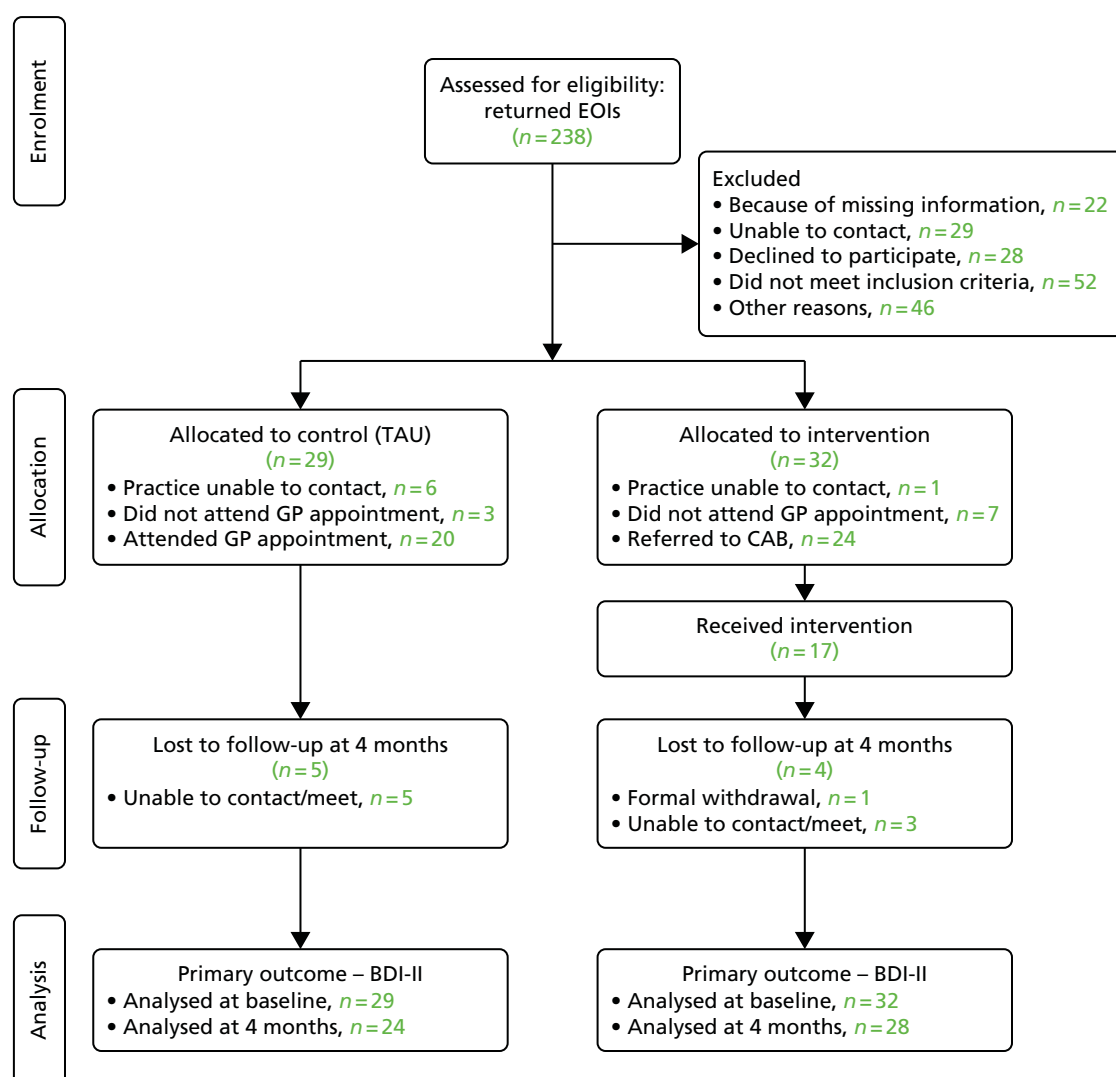 Enrolment
Assessed for eligibility:
returned EOIs
(n=238)
Excluded
• Because of missing information, n=22
• Unable to contact, n=29
• Declined to participate, n=28
• Did not meet inclusion criteria, n=52
• Other reasons, n=46
Allocation
Allocated to control (TAU)
(n=29)
• Practice unable to contact, n=6
• Did not attend GP appointment, n=3
• Attended GP appointment, n=20
Allocated to intervention
(n=32)
• Practice unable to contact, n=1
• Did not attend GP appointment, n=7
• Referred to CAB, n=24
Received intervention
(n=17)
Follow-up
Lost to follow-up at 4 months
(n=5)
• Unable to contact/meet, n=5
Lost to follow-up at 4 months
(n=4)
• Formal withdrawal, n=1
• Unable to contact/meet, n=3
Analysis
Primary outcome – BDI-II
• Analysed at baseline, n=29
• Analysed at 4 months, n=24
Primary outcome – BDI-II
• Analysed at baseline, n=32
• Analysed at 4 months, n=28